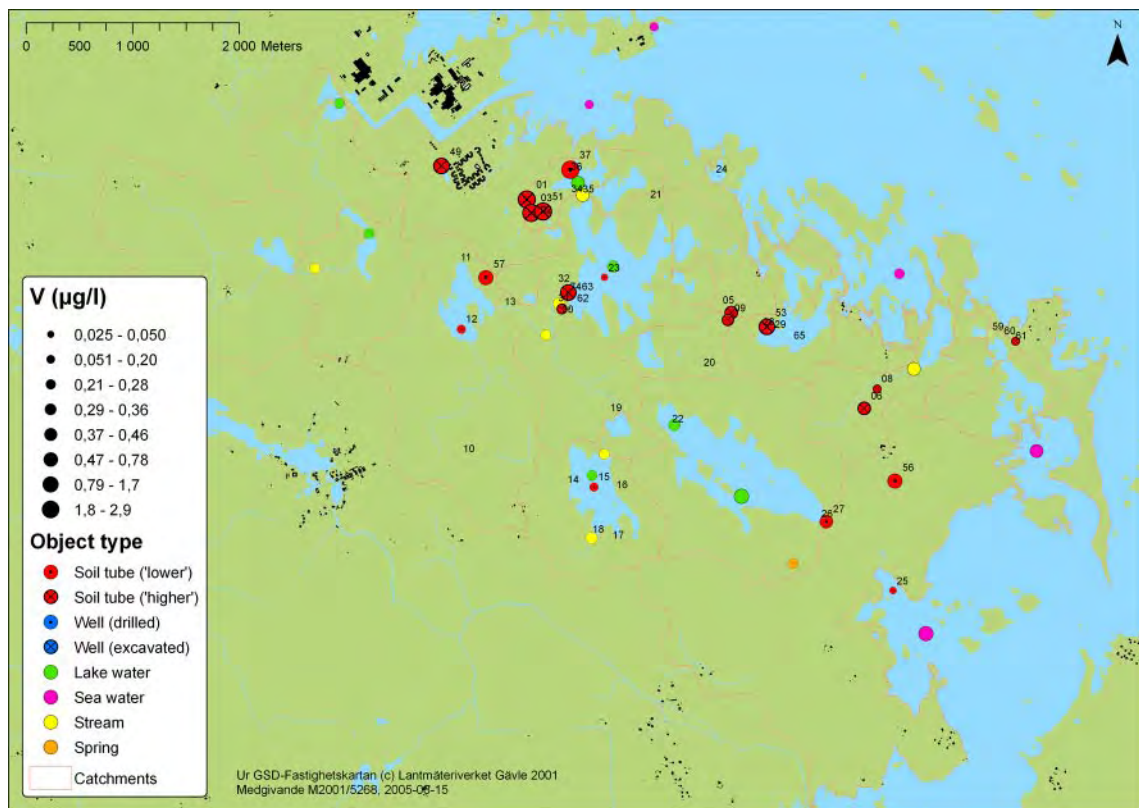 0 500 1 000 2 000 Meters
N
37
49
24
01
03 51
3435
21
11
57
23
32
62
13
12
05
09
53
29
65
59
60
61
20
08
06
19
22
10
14
15
16
56
27
18
17
25
V (µg/l)
0,025 - 0,050
0,051 - 0,20
0,21 - 0,28
0,29 - 0,36
0,37 - 0,46
0,47 - 0,78
0,79 - 1,7
1,8 - 2,9
Object type
Soil tube ('lower')
Soil tube ('higher')
Well (drilled)
Well (excavated)
Lake water
Sea water
Stream
Spring
Catchments
Ur GSD-Fastighetskartan (c) Lantmäteriverket Gävle 2001
Medgivande M2001/5268, 2005-03-15